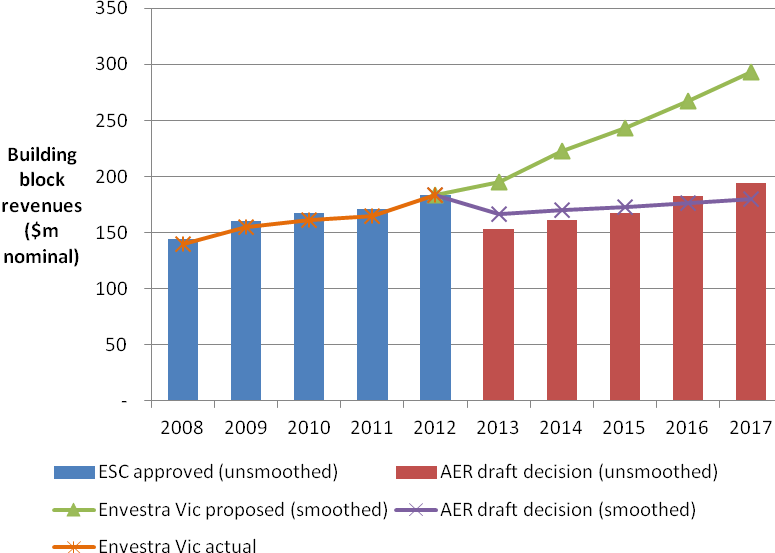 350
300
250
200
150
100
50
-
Building
block
revenues
($m
nominal)
2008 2009 2010 2011 2012 2013 2014 2015 2016 2017
ESC approved (unsmoothed) AER draft decision (unsmoothed)
Envestra Vic proposed (smoothed) AER draft decision (smoothed)
Envestra Vic actual